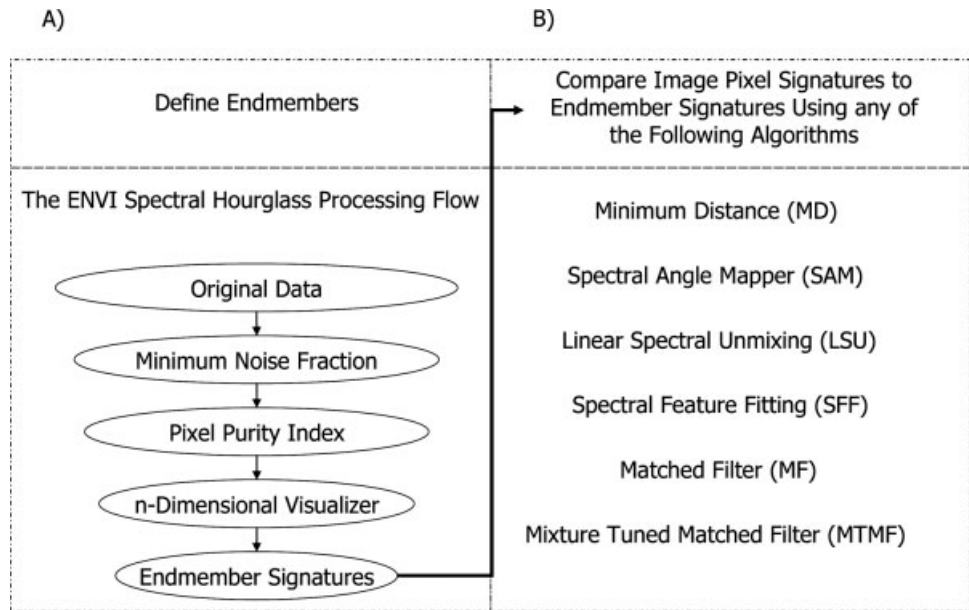 A)
Define Endmembers
The ENVI Spectral Hourglass Processing Flow
Original Data
Minimum Noise Fraction
Pixel Purity Index
n-Dimensional Visualizer
Endmember Signatures
B)
Compare Image Pixel Signatures to
Endmember Signatures Using any of
the Following Algorithms
Minimum Distance (MD)
Spectral Angle Mapper (SAM)
Linear Spectral Unmixing (LSU)
Spectral Feature Fitting (SFF)
Matched Filter (MF)
Mixture Tuned Matched Filter (MTMF)